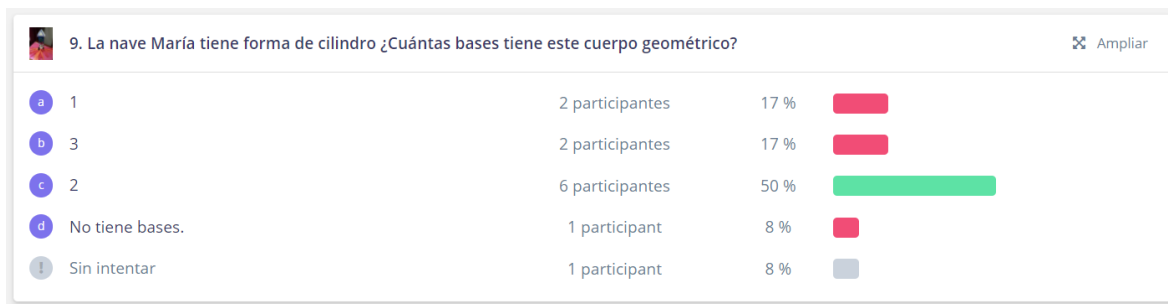 9. La nave María tiene forma de cilindro ¿Cuántas bases tiene este cuerpo geométrico? Ampliar
a 1 2 participantes 17 %
b 3 2 participantes 17 %
c 2 6 participantes 50 %
d No tiene bases. 1 participant 8 %
! Sin intentar 1 participant 8 %